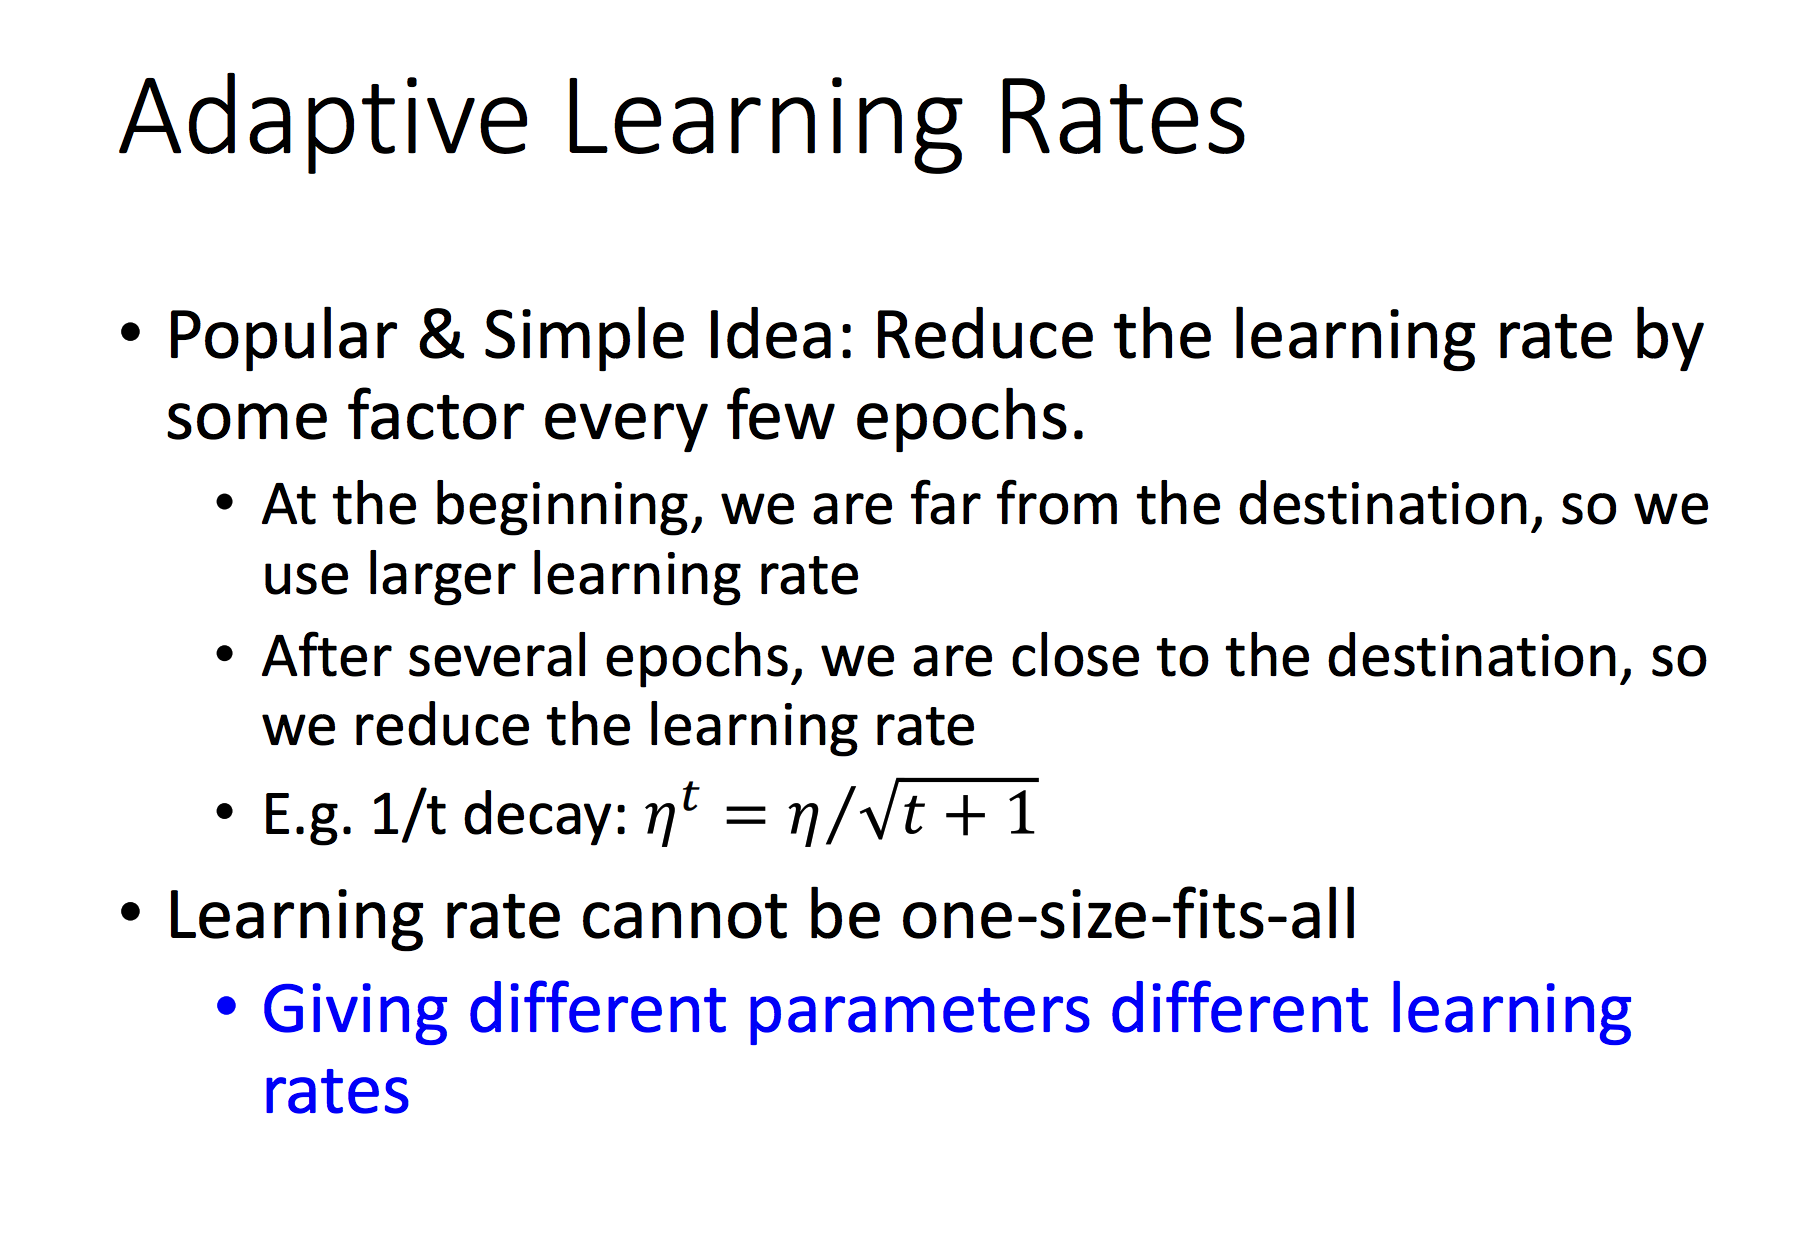 Adaptive Learning Rates
• Popular & Simple Idea: Reduce the learning rate by
some factor every few epochs.
• At the beginning, we are far from the destination, so we
use larger learning rate
• After several epochs, we are close to the destination, so
we reduce the learning rate
• E.g. 1/t decay: 𝜂ᵗ = 𝜂/√(t + 1)
• Learning rate cannot be one-size-fits-all
• Giving different parameters different learning
rates